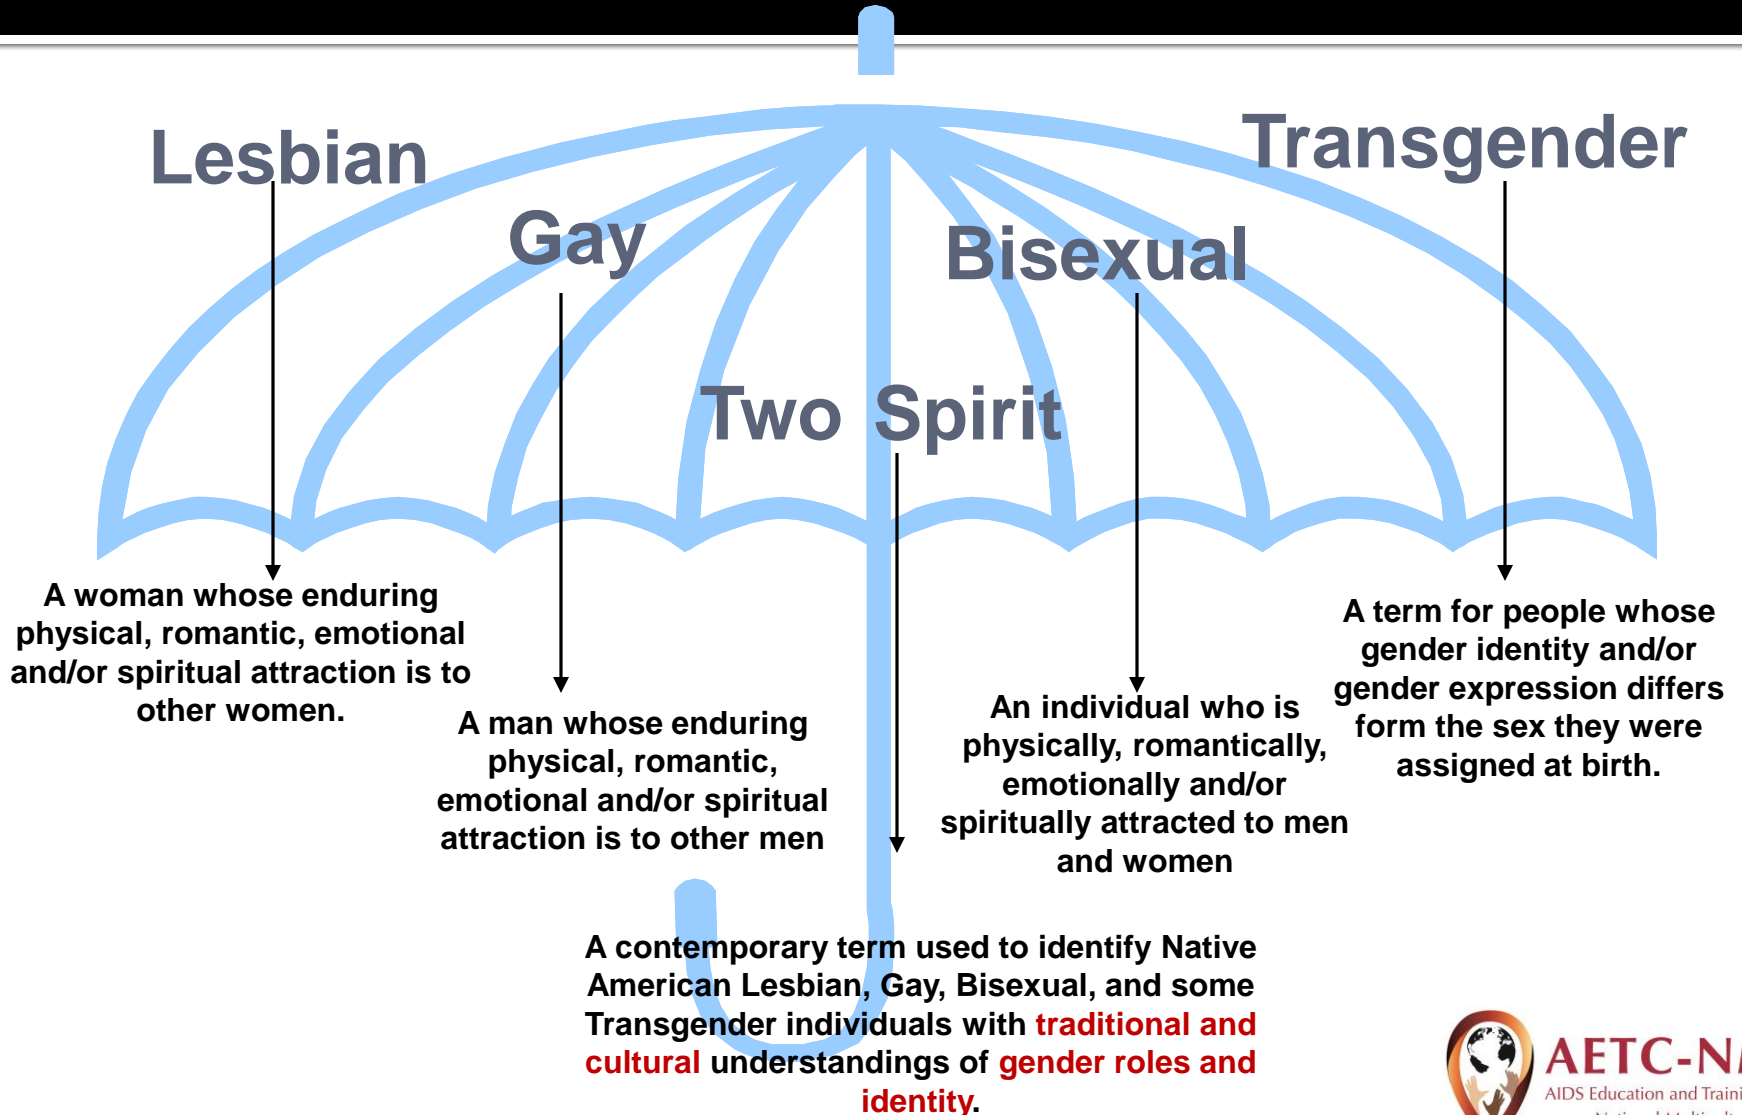 Lesbian
Transgender
Gay
Bisexual
Two Spirit
A woman whose enduring
physical, romantic, emotional
and/or spiritual attraction is to
other women.
A man whose enduring
physical, romantic,
emotional and/or spiritual
attraction is to other men
An individual who is
physically, romantically,
emotionally and/or
spiritually attracted to men
and women
A term for people whose
gender identity and/or
gender expression differs
form the sex they were
assigned at birth.
A contemporary term used to identify Native
American Lesbian, Gay, Bisexual, and some
Transgender individuals with traditional and
cultural understandings of gender roles and
identity.
AETC-N
AIDS Education and Traini